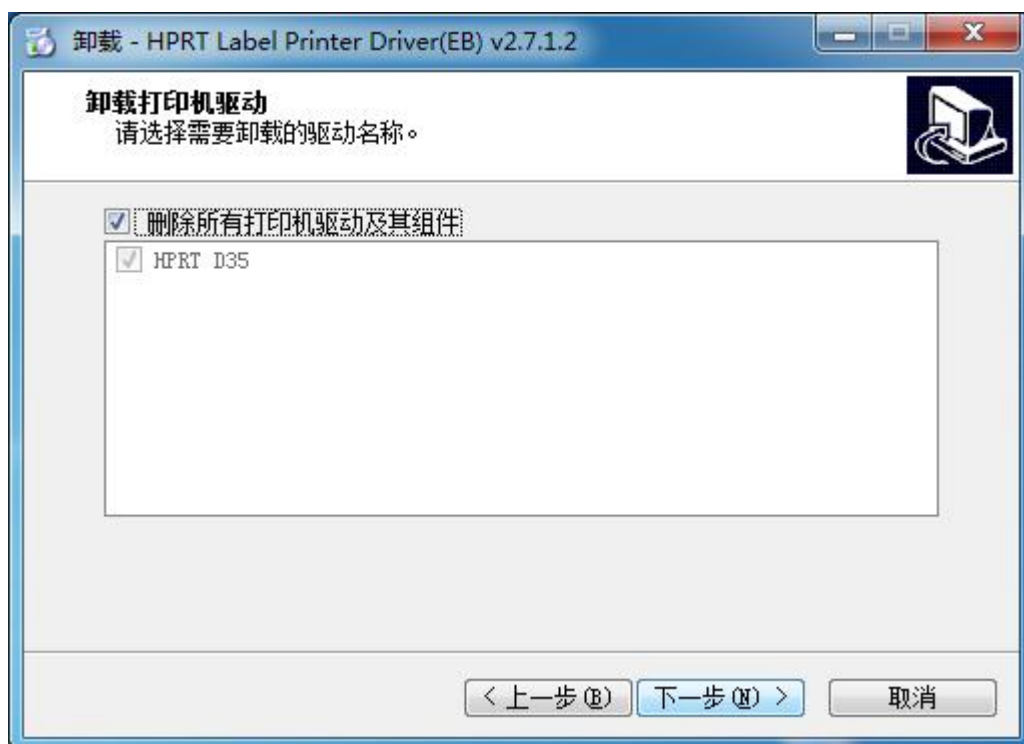 卸载 - HPRT Label Printer Driver(EB) v2.7.1.2
卸载打印机驱动
请选择需要卸载的驱动名称。
删除所有打印机驱动及其组件
HPRT D35
< 上一步(B) 下一步(N) > 取消